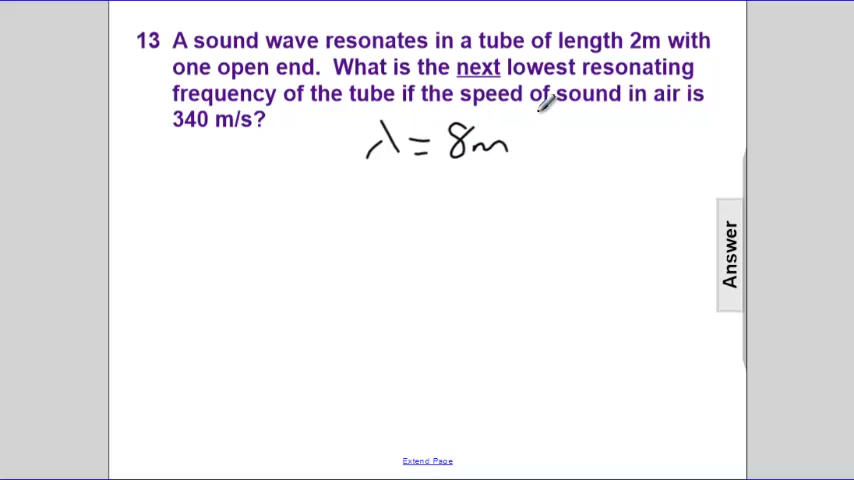 13 A sound wave resonates in a tube of length 2m with
one open end. What is the next lowest resonating
frequency of the tube if the speed of sound in air is
340 m/s?
λ = 8m
Answer
Extend Page